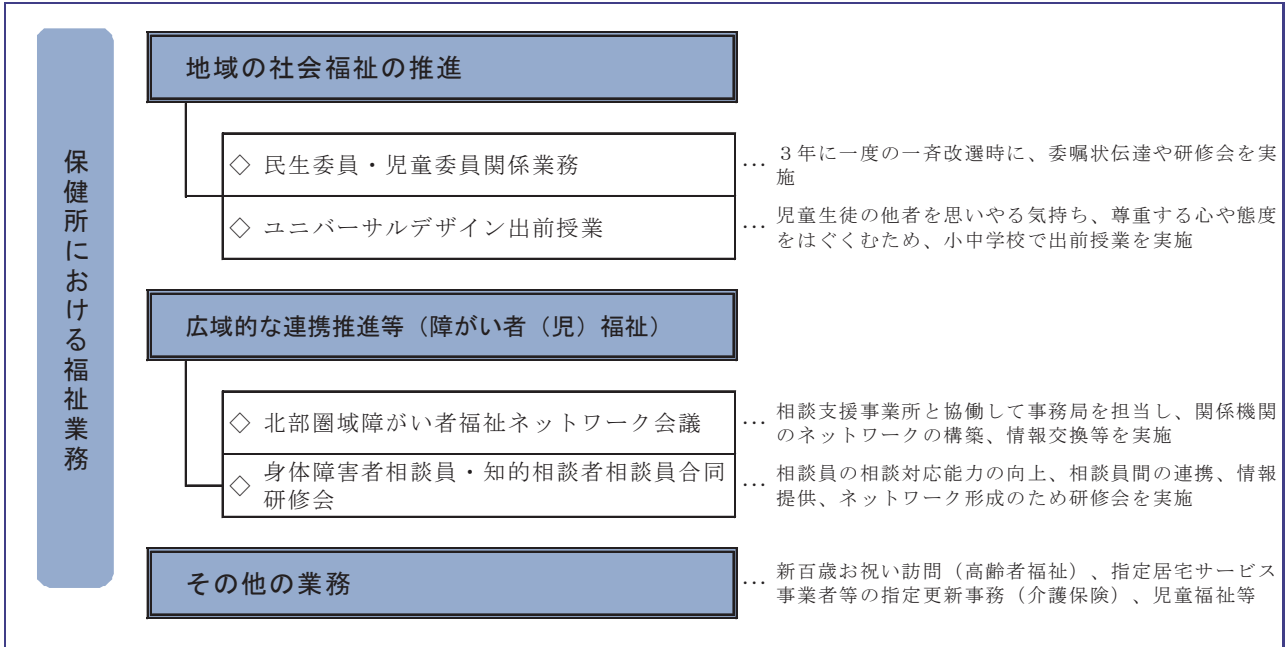 保健所における福祉業務
地域の社会福祉の推進
◇ 民生委員・児童委員関係業務
… 3年に一度の一斉改選時に、委嘱状伝達や研修会を実
施
◇ ユニバーサルデザイン出前授業
… 児童生徒の他者を思いやる気持ち、尊重する心や態度
をはぐくむため、小中学校で出前授業を実施
広域的な連携推進等（障がい者（児）福祉）
◇ 北部圏域障がい者福祉ネットワーク会議
… 相談支援事業所と協働して事務局を担当し、関係機関
のネットワークの構築、情報交換等を実施
◇ 身体障害者相談員・知的相談者相談員合同
研修会
… 相談員の相談対応能力の向上、相談員間の連携、情報
提供、ネットワーク形成のため研修会を実施
その他の業務
… 新百歳お祝い訪問（高齢者福祉）、指定居宅サービス
事業者等の指定更新事務（介護保険）、児童福祉等